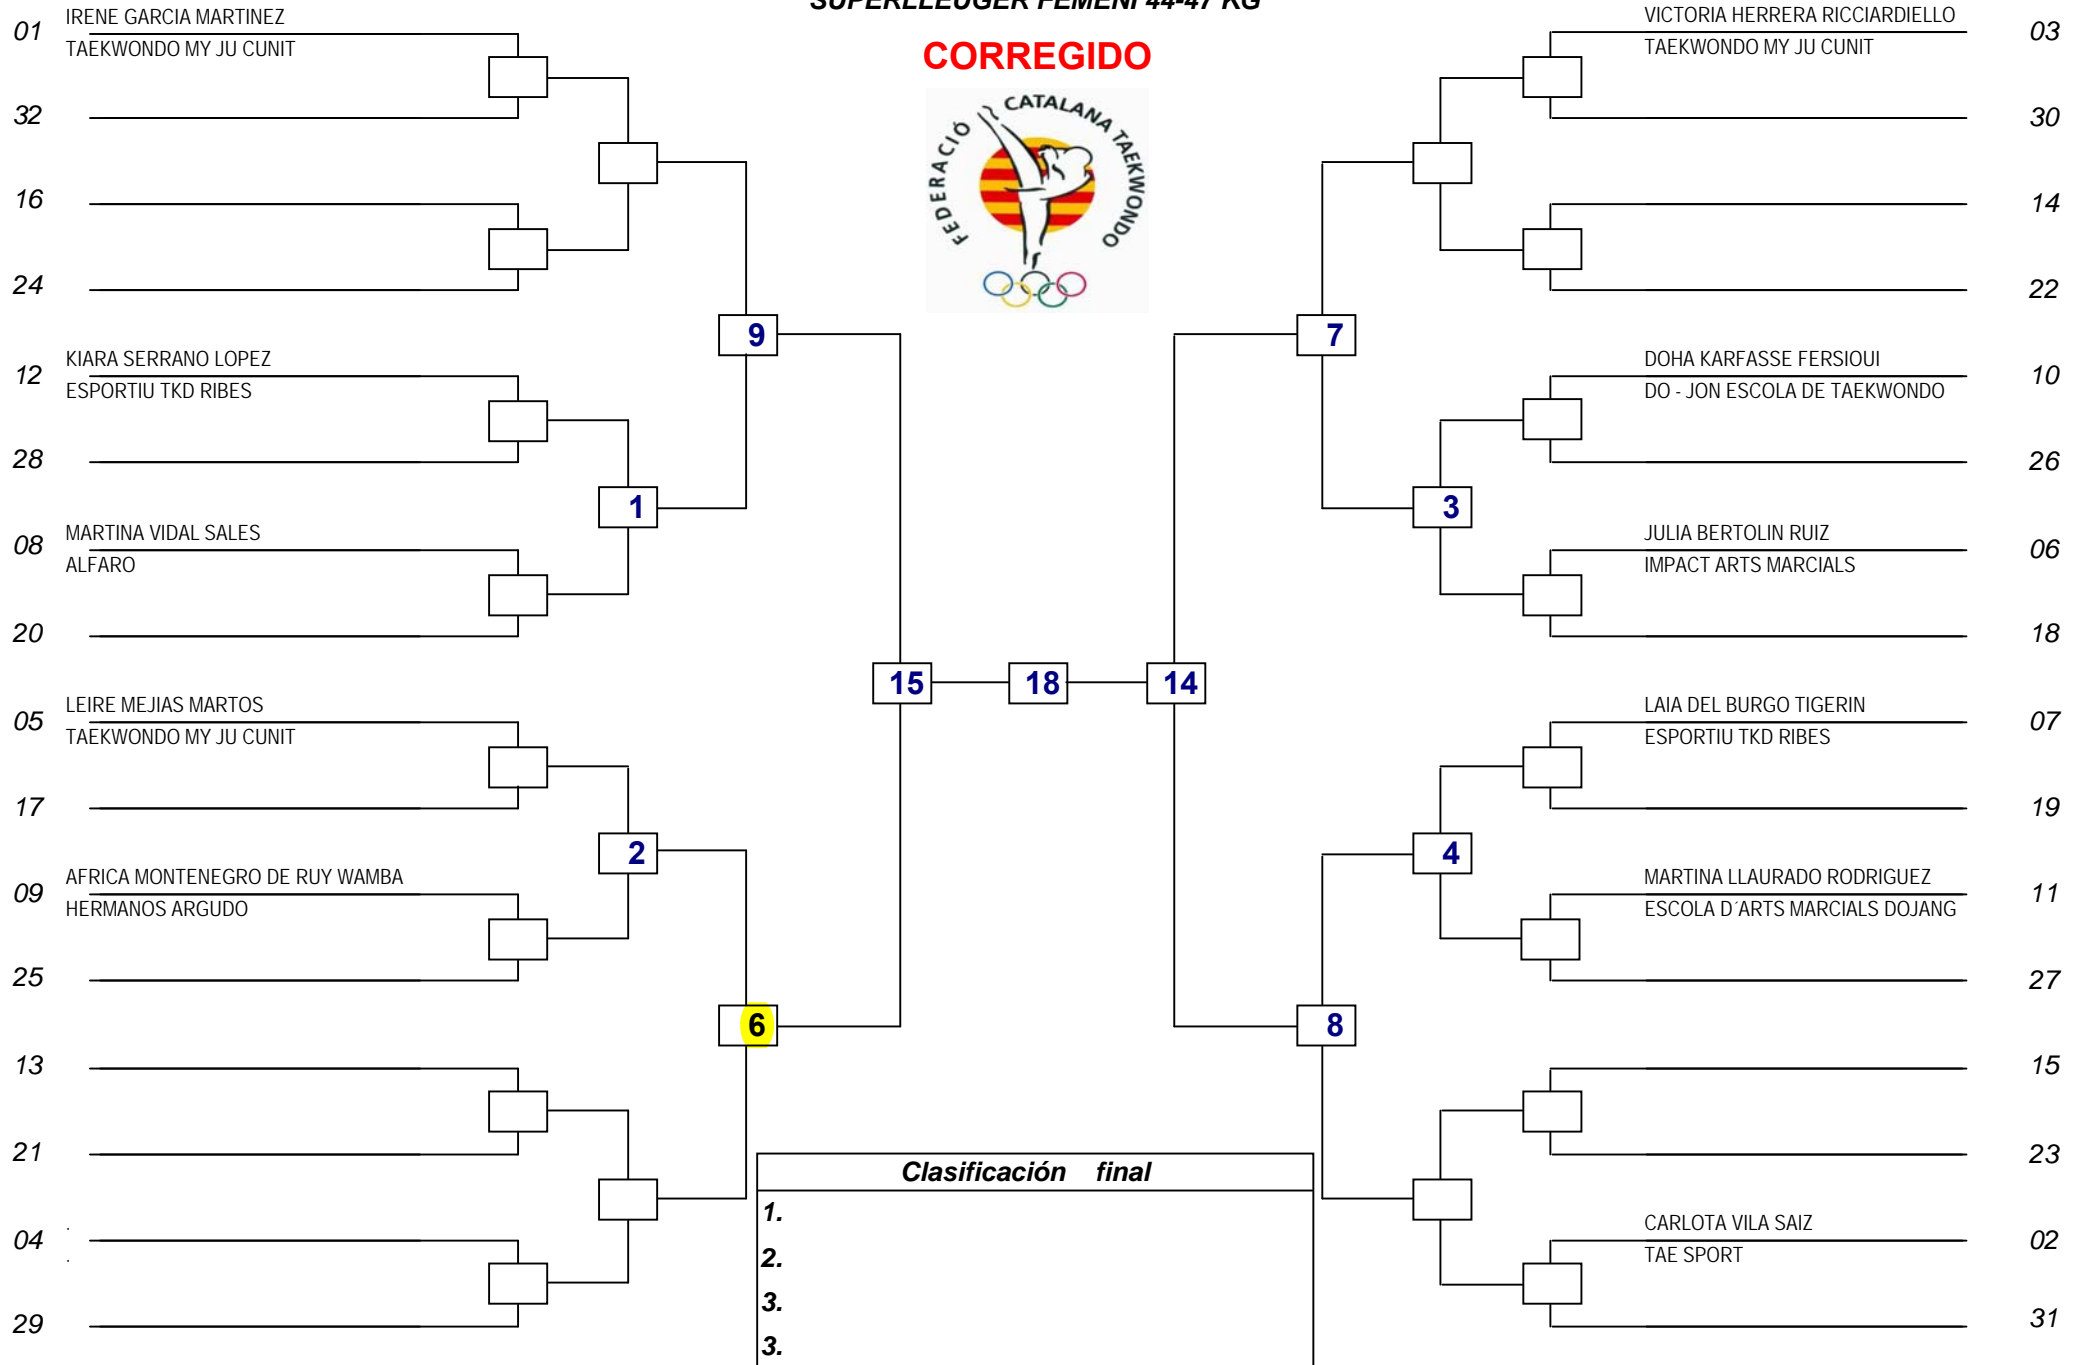 SUPERLLEUGER FEMENÍ 44-47 KG
CORREGIDO
FEDERACIÓ CATALANA TAEKWONDO
01 IRENE GARCIA MARTINEZ
TAEKWONDO MY JU CUNIT
32
16
24
12 KIARA SERRANO LOPEZ
ESPORTIU TKD RIBES
28
08 MARTINA VIDAL SALES
ALFARO
20
05 LEIRE MEJIAS MARTOS
TAEKWONDO MY JU CUNIT
17
09 AFRICA MONTENEGRO DE RUY WAMBA
HERMANOS ARGUDO
25
13
21
04 .
.
29
9
1
2
6
15 18 14
7
3
4
8
VICTORIA HERRERA RICCIARDIELLO 03
TAEKWONDO MY JU CUNIT
30
14
22
DOHA KARFASSE FERSIOUI 10
DO - JON ESCOLA DE TAEKWONDO
26
JULIA BERTOLIN RUIZ 06
IMPACT ARTS MARCIALS
18
LAIA DEL BURGO TIGERIN 07
ESPORTIU TKD RIBES
19
MARTINA LLAURADO RODRIGUEZ 11
ESCOLA D´ARTS MARCIALS DOJANG
27
15
23
CARLOTA VILA SAIZ 02
TAE SPORT
31
Clasificación final
1.
2.
3.
3.